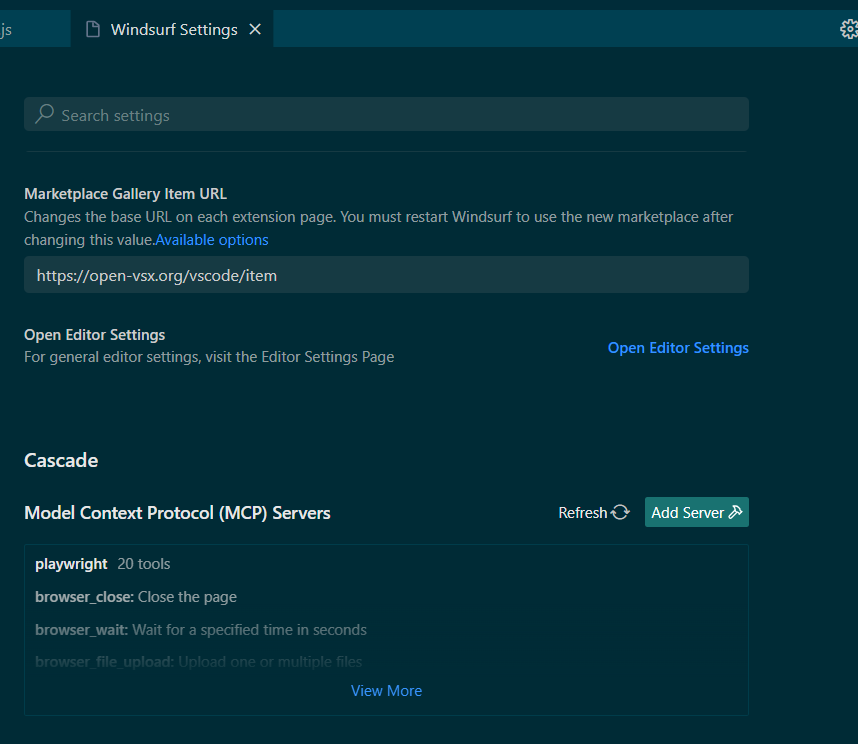 js
Windsurf Settings
Search settings
Marketplace Gallery Item URL
Changes the base URL on each extension page. You must restart Windsurf to use the new marketplace after
changing this value.Available options
https://open-vsx.org/vscode/item
Open Editor Settings
For general editor settings, visit the Editor Settings Page
Open Editor Settings
Cascade
Model Context Protocol (MCP) Servers
Refresh
Add Server
playwright 20 tools
browser_close: Close the page
browser_wait: Wait for a specified time in seconds
browser_file_upload: Upload one or multiple files
View More